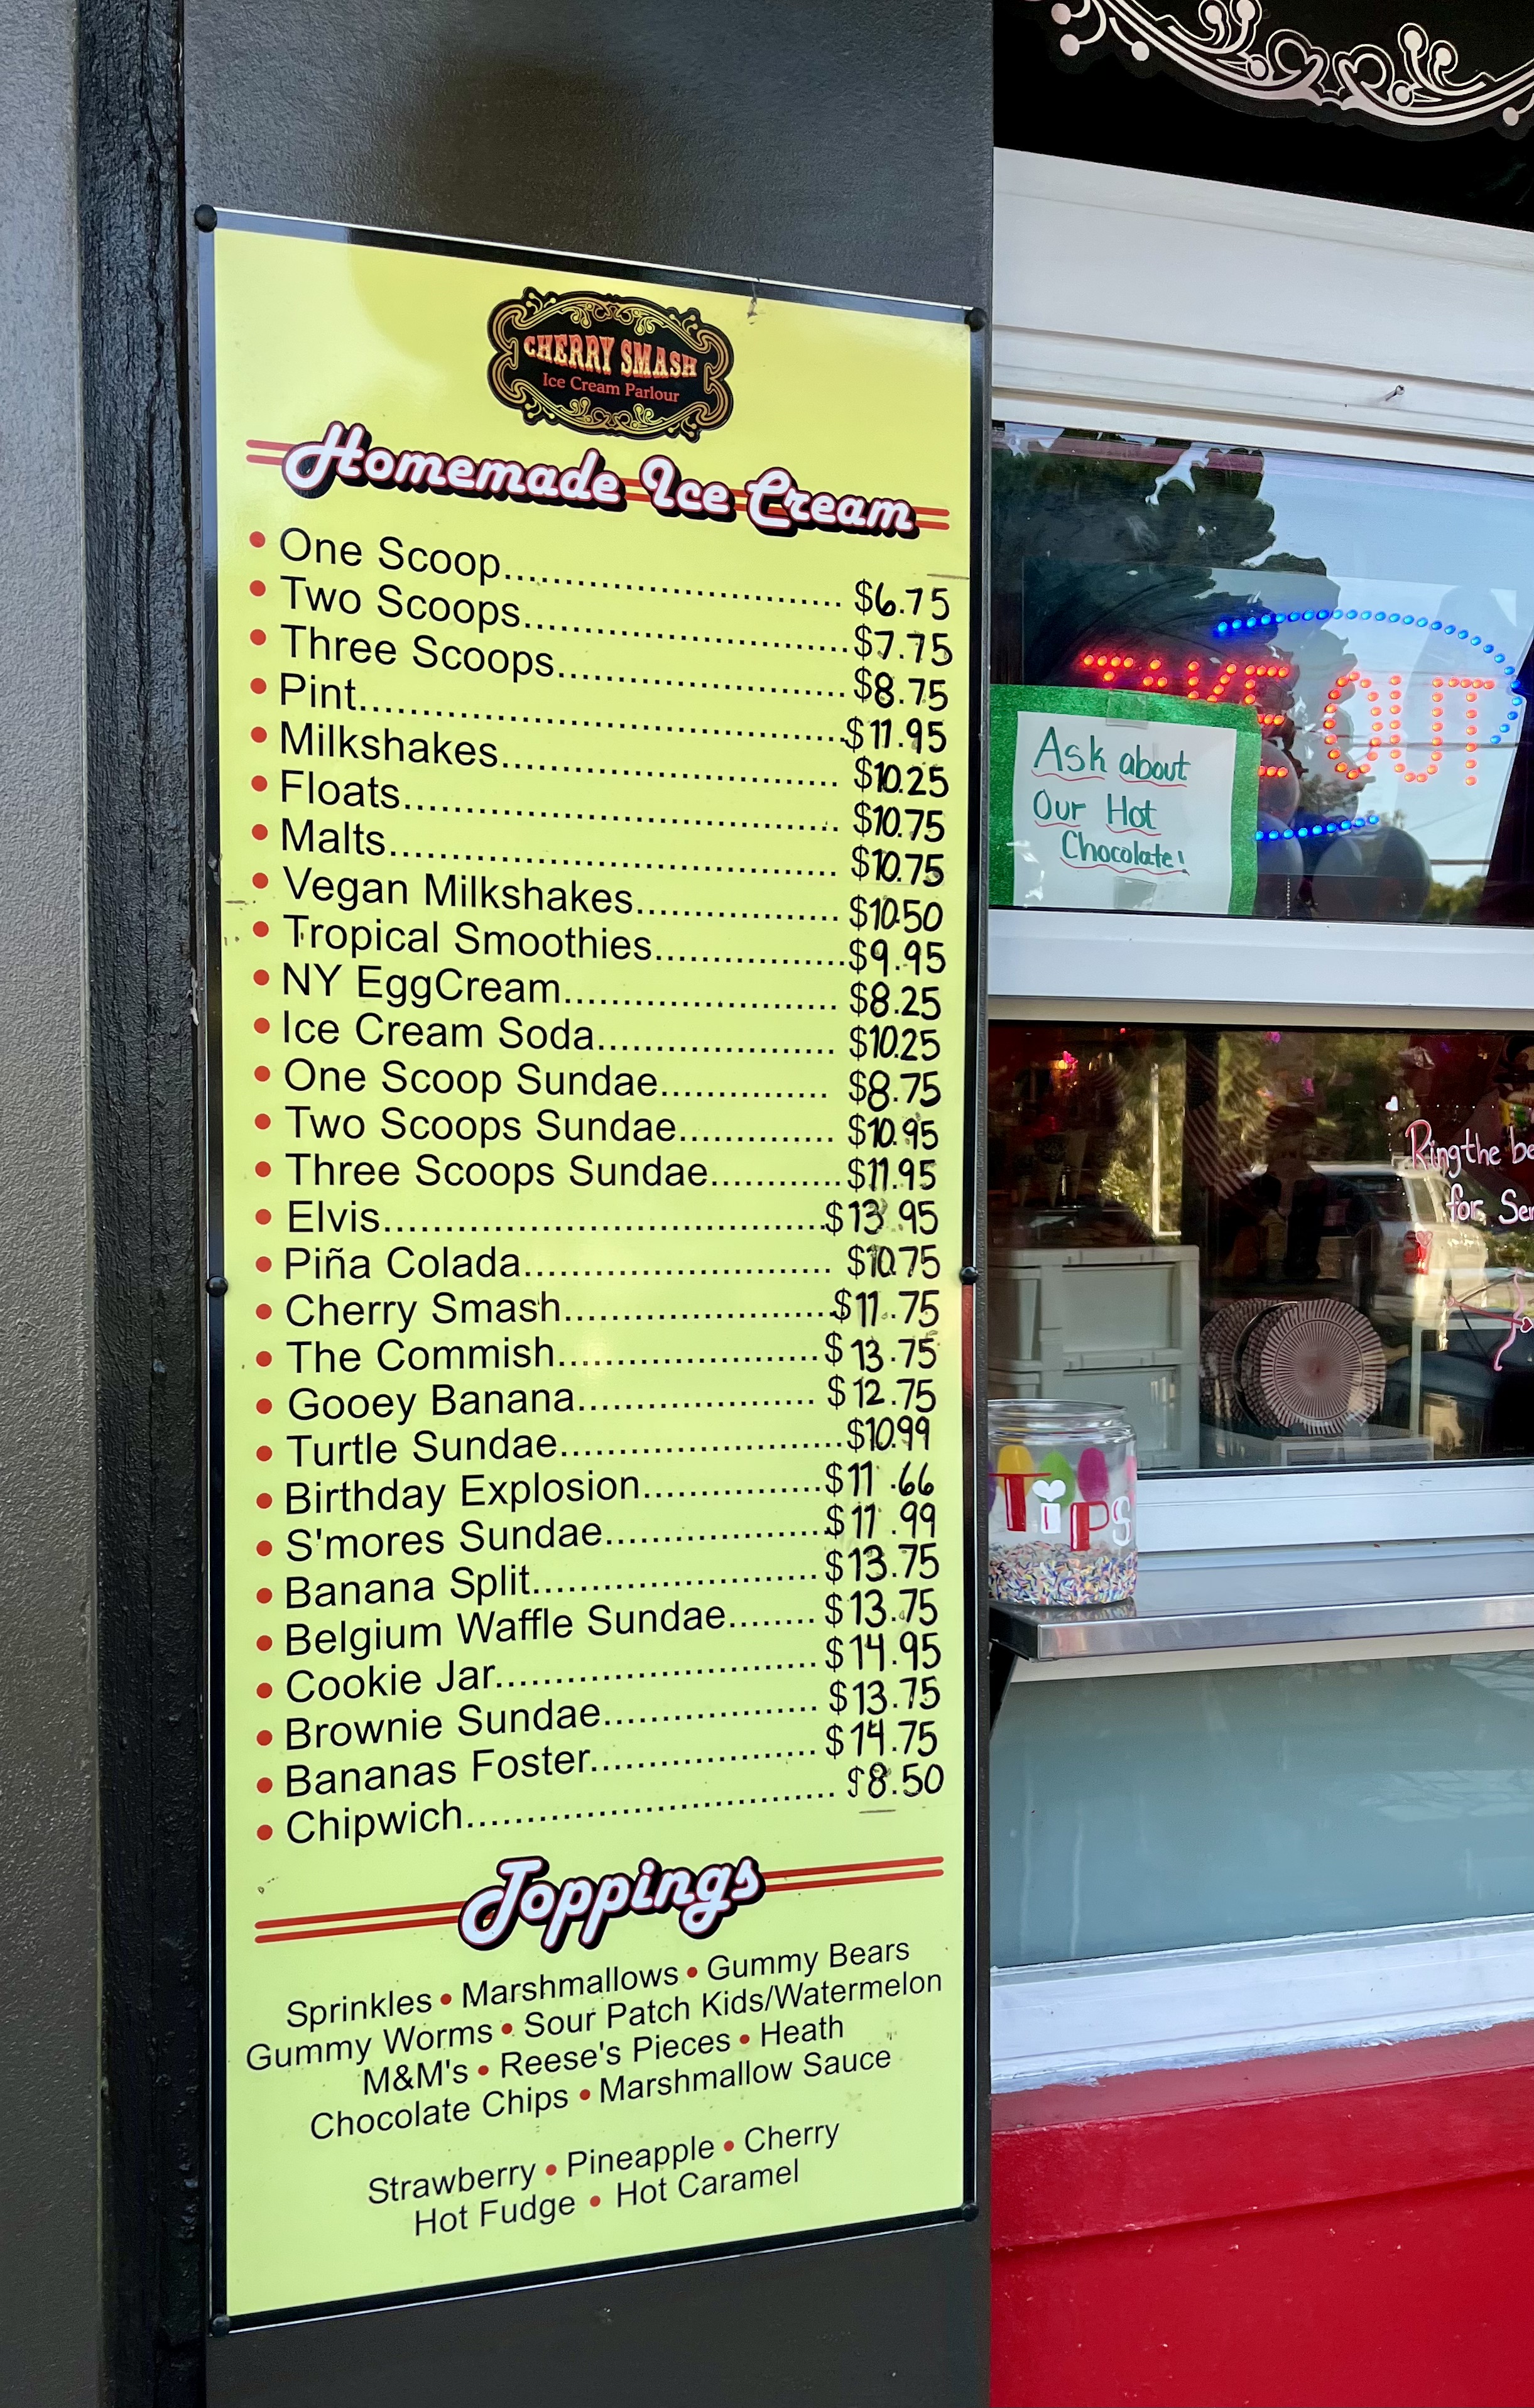 CHERRY SMASH
Ice Cream Parlour
Homemade Ice Cream
• One Scoop.................................. $6.75
• Two Scoops................................$7.75
• Three Scoops.............................$8.75
• Pint................................................$11.95
• Milkshakes.................................. $10.25
• Floats........................................... $10.75
• Malts............................................. $10.75
• Vegan Milkshakes.................... $10.50
• Tropical Smoothies...................$9.95
• NY EggCream........................... $8.25
• Ice Cream Soda........................ $10.25
• One Scoop Sundae................. $8.75
• Two Scoops Sundae............... $10.95
• Three Scoops Sundae............$11.95
• Elvis............................................$13.95
• Piña Colada............................... $10.75
• Cherry Smash...........................$11.75
• The Commish..........................$13.75
• Gooey Banana........................ $12.75
• Turtle Sundae............................$10.99
• Birthday Explosion..................$11.66
• S'mores Sundae......................$11.99
• Banana Split.............................$13.75
• Belgium Waffle Sundae........ $13.75
• Cookie Jar................................$14.95
• Brownie Sundae..................... $13.75
• Bananas Foster....................... $14.75
• Chipwich..................................... $8.50
Toppings
Sprinkles • Marshmallows • Gummy Bears
Gummy Worms • Sour Patch Kids/Watermelon
M&M's • Reese's Pieces • Heath
Chocolate Chips • Marshmallow Sauce
Strawberry • Pineapple • Cherry
Hot Fudge • Hot Caramel
TAKE OUT
Ask about
Our Hot
Chocolate!
Ring the
for
TiPS